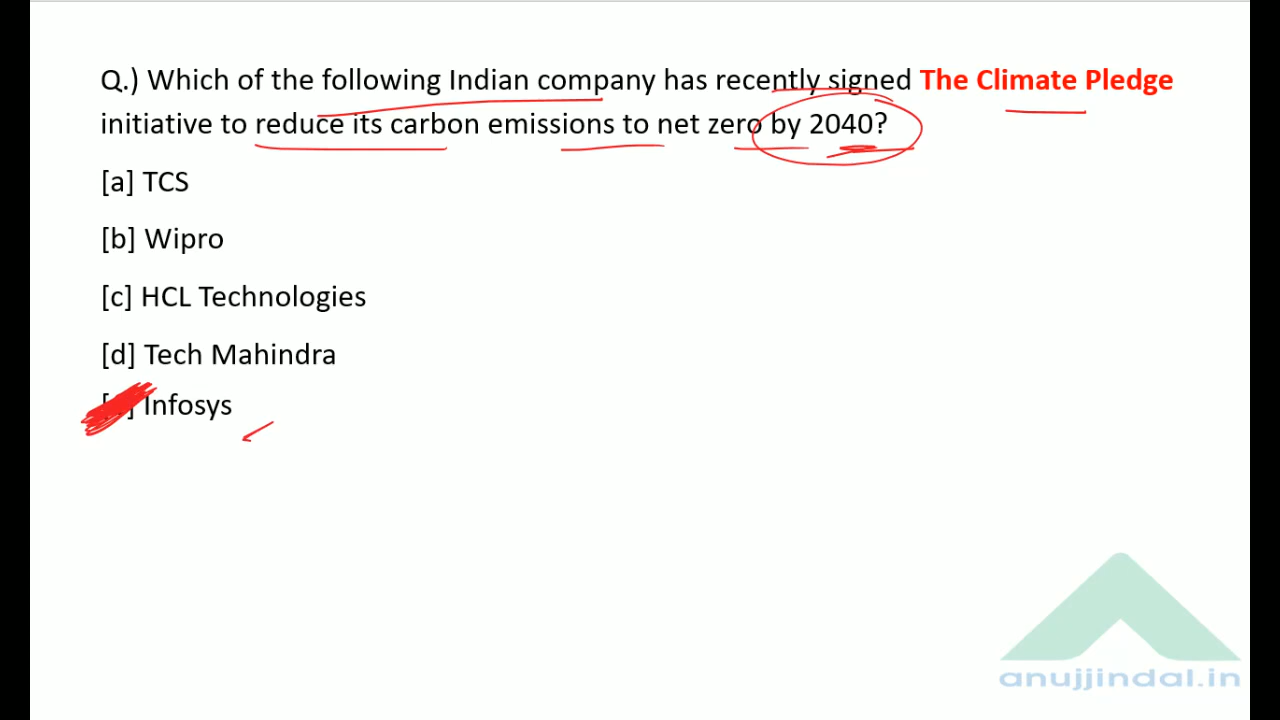 Q.) Which of the following Indian company has recently signed The Climate Pledge
initiative to reduce its carbon emissions to net zero by 2040?
[a] TCS
[b] Wipro
[c] HCL Technologies
[d] Tech Mahindra
Infosys
anujjindal.in